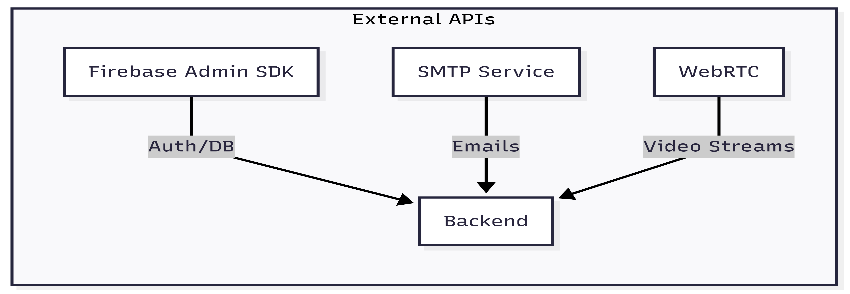 External APIs
Firebase Admin SDK
SMTP Service
WebRTC
Auth/DB
Emails
Video Streams
Backend